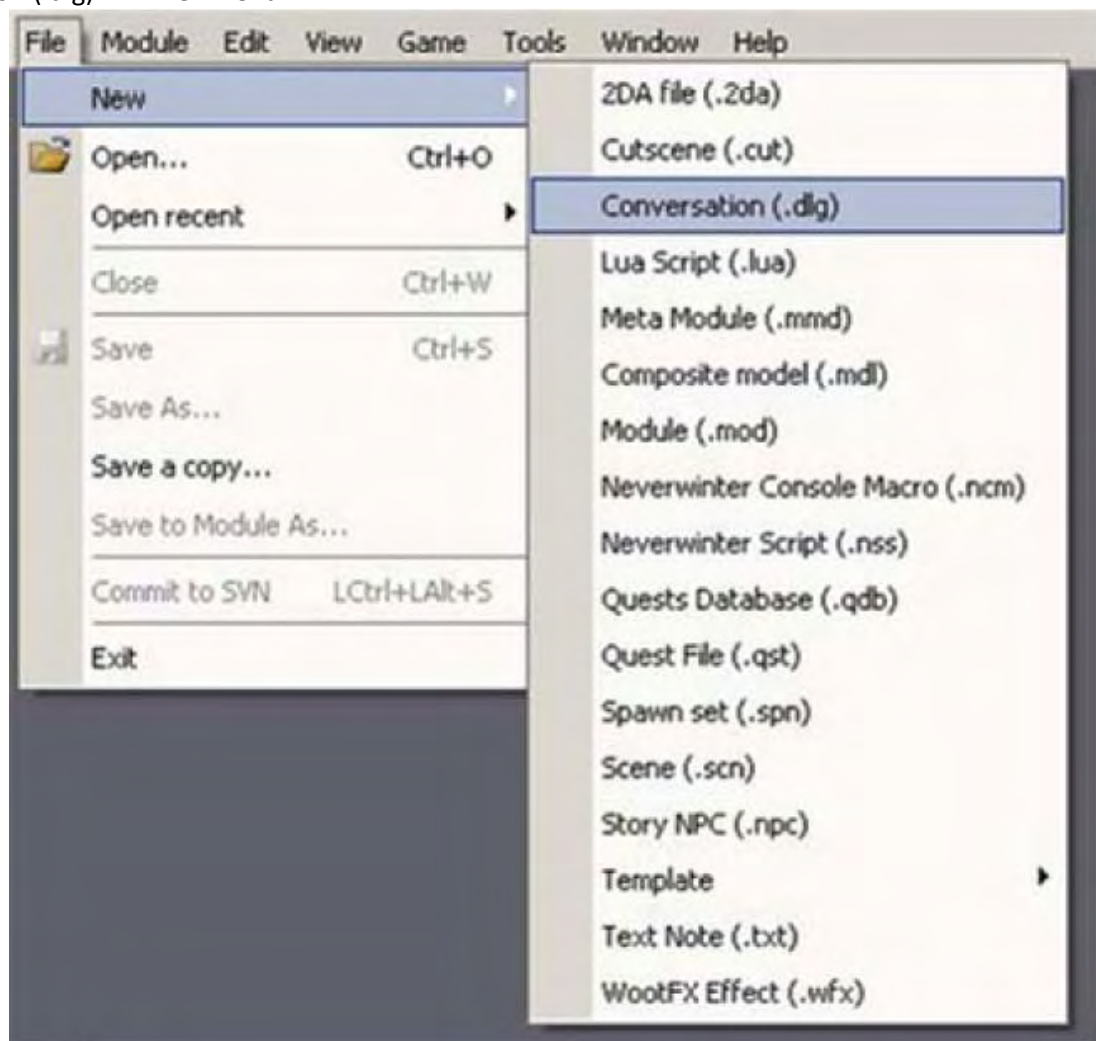 File Module Edit View Game Tools Window Help
New
Open... Ctrl+O
Open recent
Close Ctrl+W
Save Ctrl+S
Save As...
Save a copy...
Save to Module As...
Commit to SVN LCtrl+LAlt+S
Exit
2DA file (.2da)
Cutscene (.cut)
Conversation (.dlg)
Lua Script (.lua)
Meta Module (.mmd)
Composite model (.mdl)
Module (.mod)
Neverwinter Console Macro (.ncm)
Neverwinter Script (.nss)
Quests Database (.qdb)
Quest File (.qst)
Spawn set (.spn)
Scene (.scn)
Story NPC (.npc)
Template
Text Note (.txt)
WootFX Effect (.wfx)